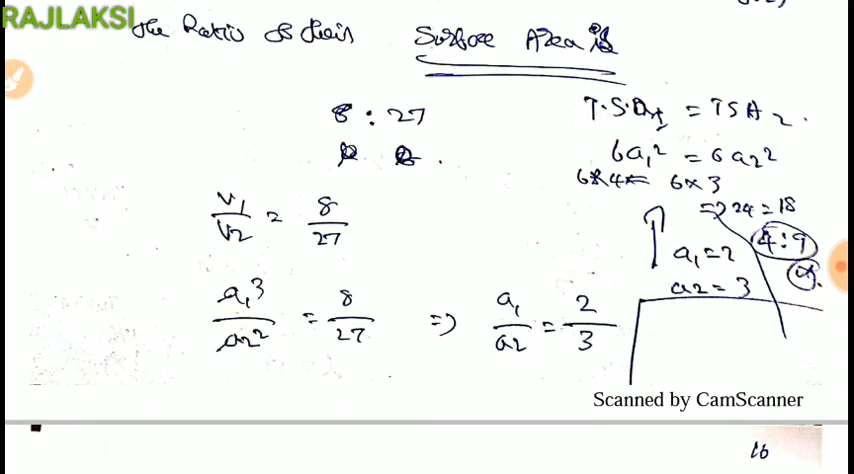 RAJLAKSI
the Ratio of their Surface Area is
8 : 27
T.S.A1 = TSA2.
6a₁² = 6a₂²
6×4 = 6×3
=> 24 = 18
4:9
a₁ = 2
a2 = 3
V₁/V₂ = 8/27
a₁³/a₂² = 8/27 => a₁/a₂ = 2/3
Scanned by CamScanner
16